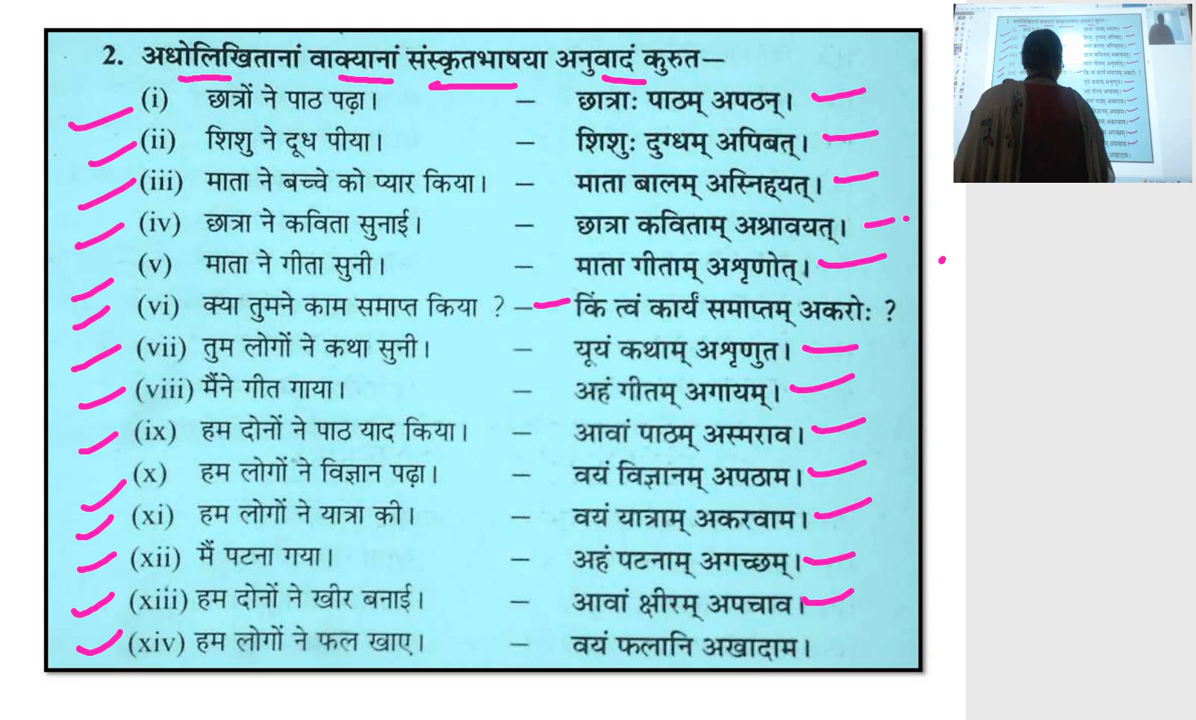 2. अधोलिखितानां वाक्यानां संस्कृतभाषया अनुवादं कुरुत—
(i) छात्रों ने पाठ पढ़ा। – छात्राः पाठम् अपठन्।
(ii) शिशु ने दूध पीया। – शिशुः दुग्धम् अपिबत्।
(iii) माता ने बच्चे को प्यार किया। – माता बालम् अस्निह्यत्।
(iv) छात्रा ने कविता सुनाई। – छात्रा कविताम् अश्रावयत्।
(v) माता ने गीता सुनी। – माता गीताम् अशृणोत्।
(vi) क्या तुमने काम समाप्त किया ? – किं त्वं कार्यं समाप्तम् अकरोः ?
(vii) तुम लोगों ने कथा सुनी। – यूयं कथाम् अशृणुत।
(viii) मैंने गीत गाया। – अहं गीतम् अगायम्।
(ix) हम दोनों ने पाठ याद किया। – आवां पाठम् अस्मराव।
(x) हम लोगों ने विज्ञान पढ़ा। – वयं विज्ञानम् अपठाम।
(xi) हम लोगों ने यात्रा की। – वयं यात्राम् अकरवाम।
(xii) मैं पटना गया। – अहं पटनाम् अगच्छम्।
(xiii) हम दोनों ने खीर बनाई। – आवां क्षीरम् अपचाव।
(xiv) हम लोगों ने फल खाए। – वयं फलानि अखादाम।